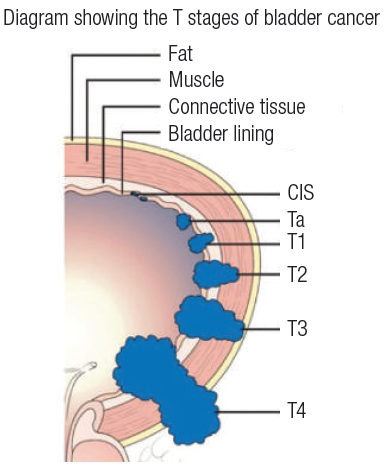 Diagram showing the T stages of bladder cancer
Fat
Muscle
Connective tissue
Bladder lining
CIS
Ta
T1
T2
T3
T4